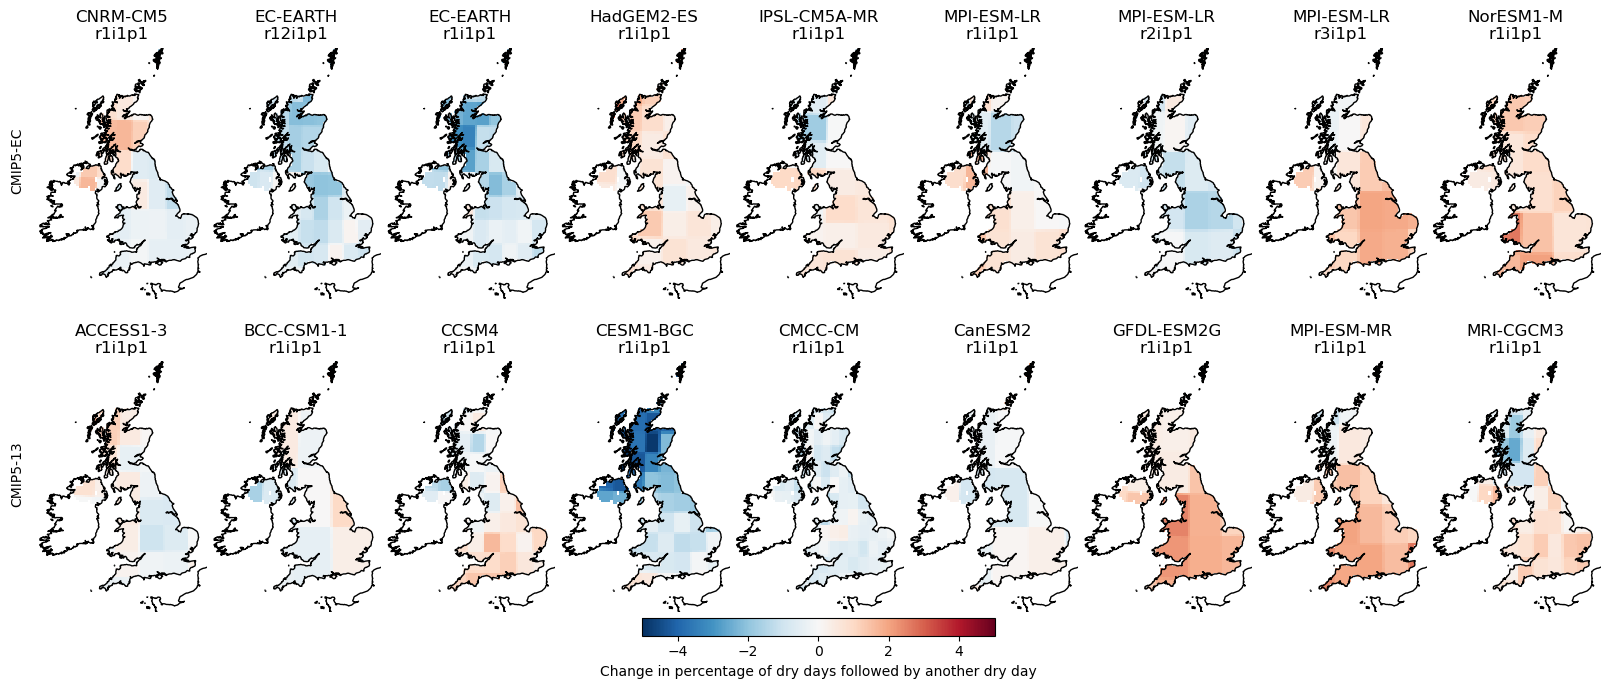 CNRM-CM5
r1i1p1
EC-EARTH
r12i1p1
EC-EARTH
r1i1p1
HadGEM2-ES
r1i1p1
IPSL-CM5A-MR
r1i1p1
MPI-ESM-LR
r1i1p1
MPI-ESM-LR
r2i1p1
MPI-ESM-LR
r3i1p1
NorESM1-M
r1i1p1
CMIP5-EC
ACCESS1-3
r1i1p1
BCC-CSM1-1
r1i1p1
CCSM4
r1i1p1
CESM1-BGC
r1i1p1
CMCC-CM
r1i1p1
CanESM2
r1i1p1
GFDL-ESM2G
r1i1p1
MPI-ESM-MR
r1i1p1
MRI-CGCM3
r1i1p1
CMIP5-13
−4 −2 0 2 4
Change in percentage of dry days followed by another dry day